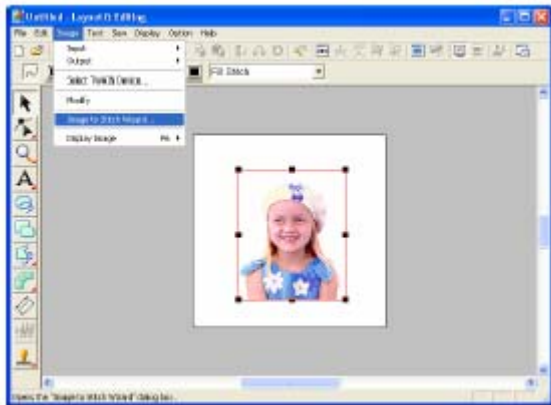 Untitled - Layout & Editing
File Edit Image Text Sew Display Option Help
Fill Stitch
Input
Output
Select TWAIN Device...
Modify
Image to Stitch Wizard...
Display Image F6
A
Opens the "Image to Stitch Wizard" dialog box.